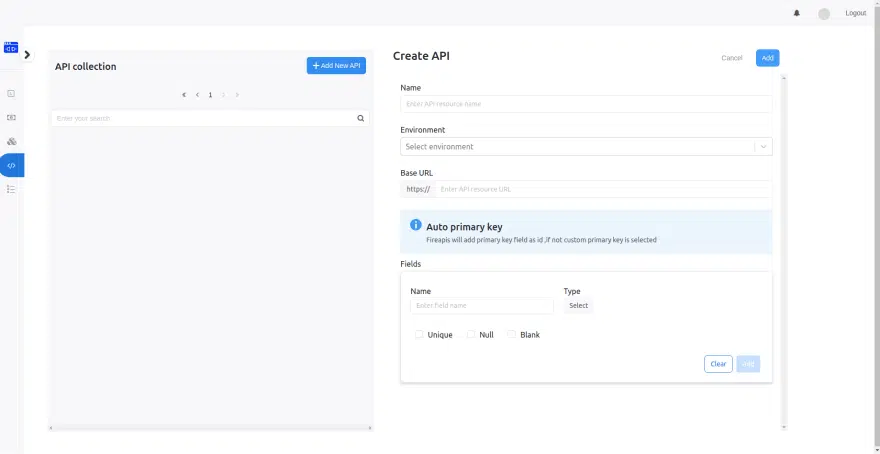 Logout
API collection
+ Add New API
« ‹ 1 › »
Enter your search
Create API
Cancel
Add
Name
Enter API resource name
Environment
Select environment
Base URL
https://
Enter API resource URL
Auto primary key
Fireapis will add primary key field as id ,if not custom primary key is selected
Fields
Name
Type
Enter field name
Select
Unique
Null
Blank
Clear
Add